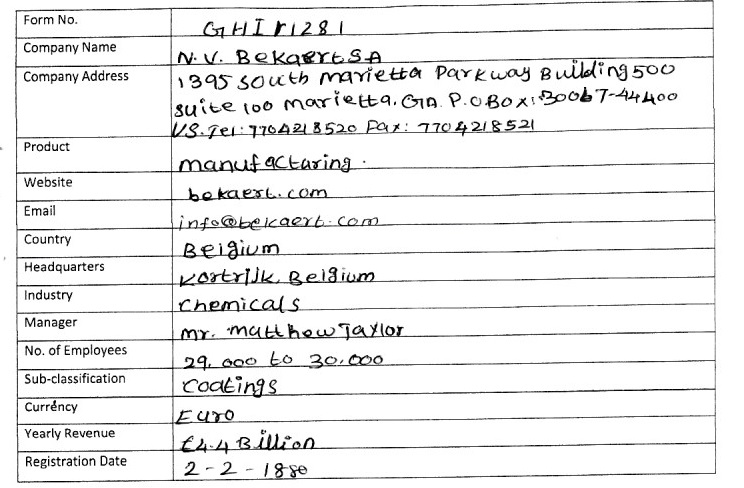 Form No. GHIr1281
Company Name N.V. Bekaert SA
Company Address 1395 south marietta Parkway Building 500
suite 100 marietta, GA. P.O Box: 30067-44400
US. Tel: 7704218520 Fax: 7704218521
Product manufacturing.
Website bekaert.com
Email info@bekaert.com
Country Belgium
Headquarters Kortrijk, Belgium
Industry chemicals
Manager mr. matthew Taylor
No. of Employees 29,000 to 30,000
Sub-classification coatings
Currency Euro
Yearly Revenue £4.4 Billion
Registration Date 2-2-1880